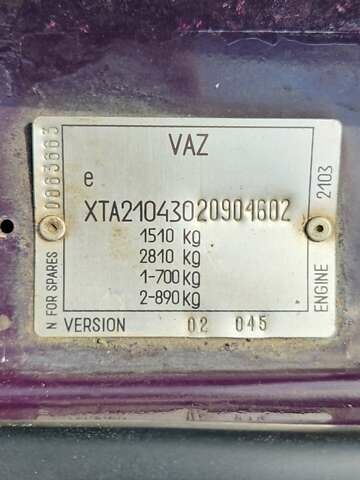 VAZ
e
XTA21043020904602
1510 kg
2810 kg
1-700 kg
2-890 kg
VERSION 02 045
N FOR SPARES 0863663
ENGINE 2103